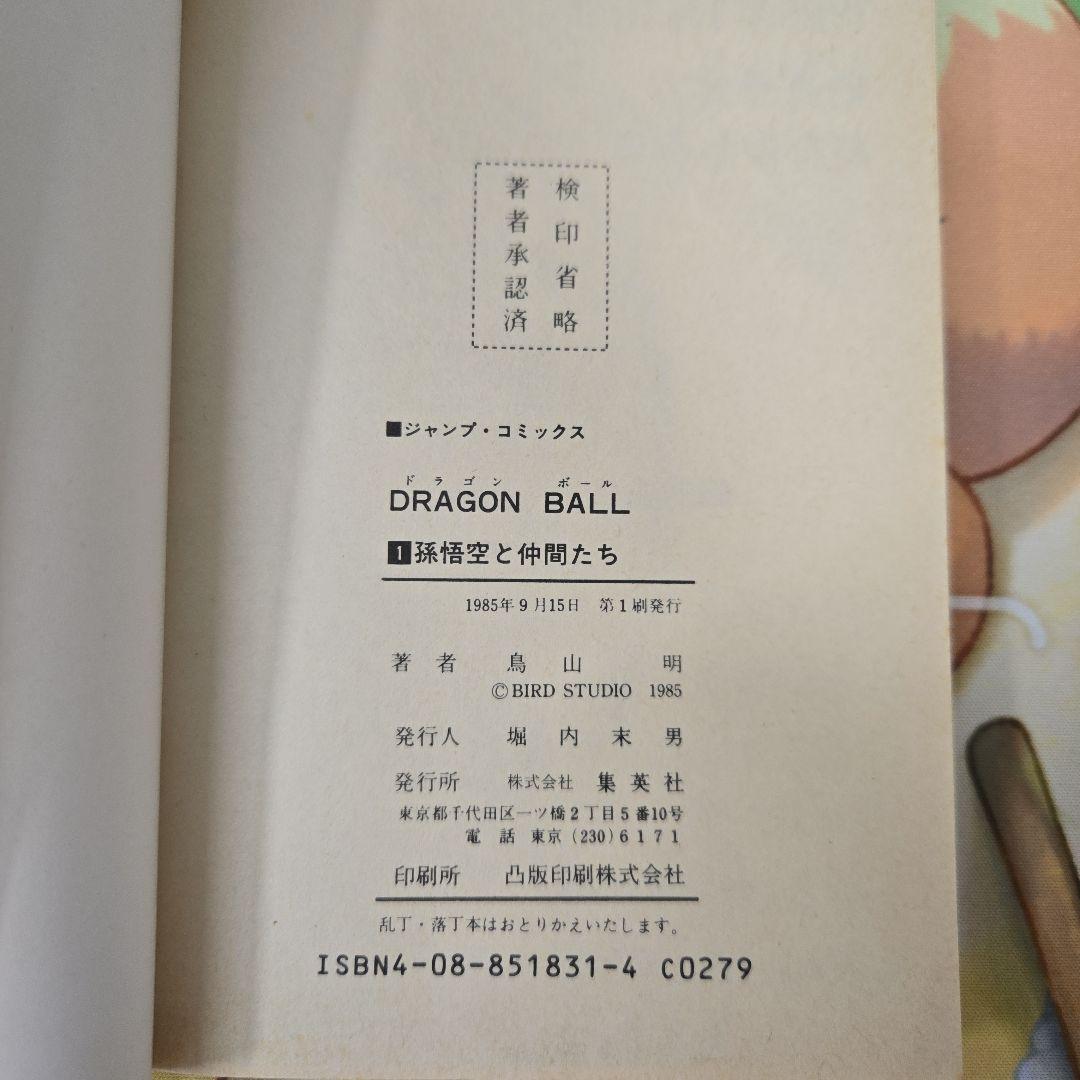 検印省略
著者承認済
■ジャンプ・コミックス
ドラゴン ボール
DRAGON BALL
1孫悟空と仲間たち
1985年9月15日 第1刷発行
著者 鳥山 明
©BIRD STUDIO 1985
発行人 堀内末男
発行所 株式会社 集英社
東京都千代田区一ツ橋2丁目5番10号
電話 東京(230)6171
印刷所 凸版印刷株式会社
乱丁・落丁本はおとりかえいたします。
ISBN4-08-851831-4 C0279